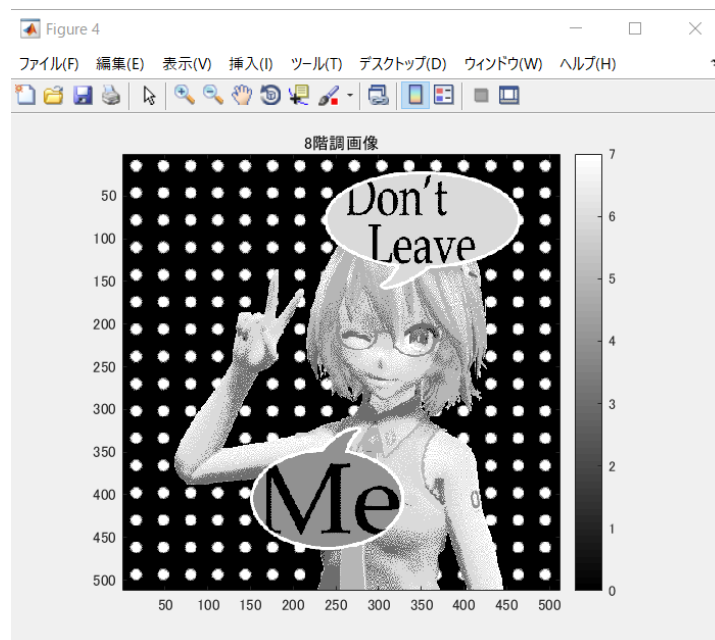 Figure 4
ファイル(F) 編集(E) 表示(V) 挿入(I) ツール(T) デスクトップ(D) ウィンドウ(W) ヘルプ(H)
8階調画像
Don't
Leave
Me
50
100
150
200
250
300
350
400
450
500
50 100 150 200 250 300 350 400 450 500
7
6
5
4
3
2
1
0